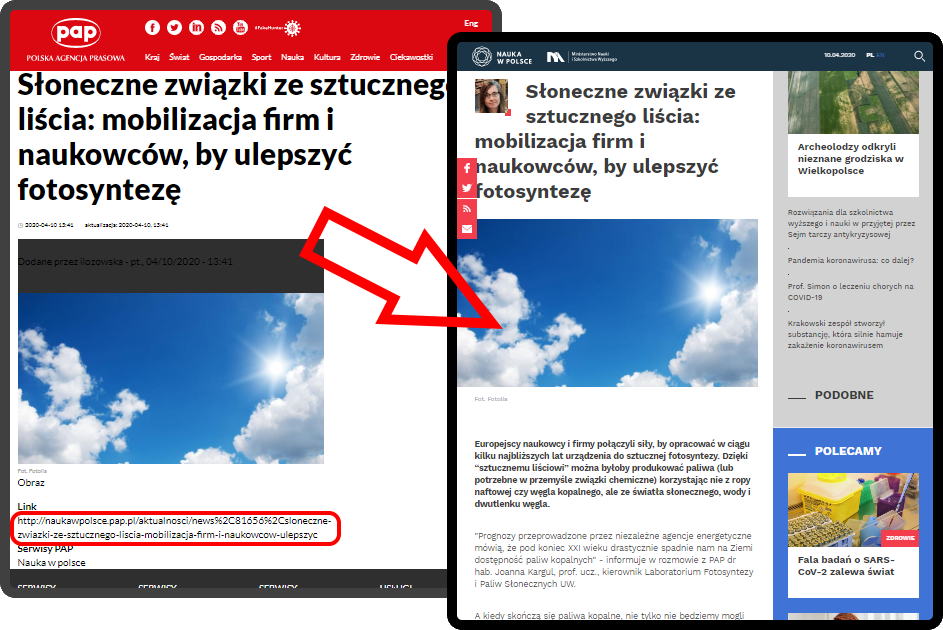 pap
POLSKA AGENCJA PRASOWA
#FakeHunter
Eng
Kraj Świat Gospodarka Sport Nauka Kultura Zdrowie Ciekawostki
Słoneczne związki ze sztuczneg
liścia: mobilizacja firm i
naukowców, by ulepszyć
fotosyntezę
2020-04-10 13:41 aktualizacja: 2020-04-10, 13:41
Dodane przez ilozowska - pt., 04/10/2020 - 13:41
Fot. Fotolia
Obraz
Link
http://naukawpolsce.pap.pl/aktualnosci/news%2C81656%2Csloneczne-
zwiazki-ze-sztucznego-liscia-mobilizacja-firm-i-naukowcow-ulepszyc
Serwisy PAP
Nauka w polsce
SERWISY SERWISY SERWISY USŁUGI
NAUKA
W POLSCE
Ministerstwo Nauki
i Szkolnictwa Wyższego
10.04.2020 PL EN
Słoneczne związki ze
sztucznego liścia:
mobilizacja firm i
naukowców, by ulepszyć
fotosyntezę
Fot. Fotolia
Europejscy naukowcy i firmy połączyli siły, by opracować w ciągu
kilku najbliższych lat urządzenia do sztucznej fotosyntezy. Dzięki
“sztucznemu liściowi” można byłoby produkować paliwa (lub
potrzebne w przemyśle związki chemiczne) korzystając nie z ropy
naftowej czy węgla kopalnego, ale ze światła słonecznego, wody i
dwutlenku węgla.
"Prognozy przeprowadzone przez niezależne agencje energetyczne
mówią, że pod koniec XXI wieku drastycznie spadnie nam na Ziemi
dostępność paliw kopalnych" - informuje w rozmowie z PAP dr
hab. Joanna Kargul, prof. ucz., kierownik Laboratorium Fotosyntezy
i Paliw Słonecznych UW.
A kiedy skończą się paliwa kopalne, nie tylko nie będziemy mogli
Archeolodzy odkryli
nieznane grodziska w
Wielkopolsce
Rozwiązania dla szkolnictwa
wyższego i nauki w przyjętej przez
Sejm tarczy antykryzysowej
Pandemia koronawirusa: co dalej?
Prof. Simon o leczeniu chorych na
COVID-19
Krakowski zespół stworzył
substancję, która silnie hamuje
zakażenie koronawirusem
PODOBNE
POLECAMY
ZDROWIE
Fala badań o SARS-
CoV-2 zalewa świat